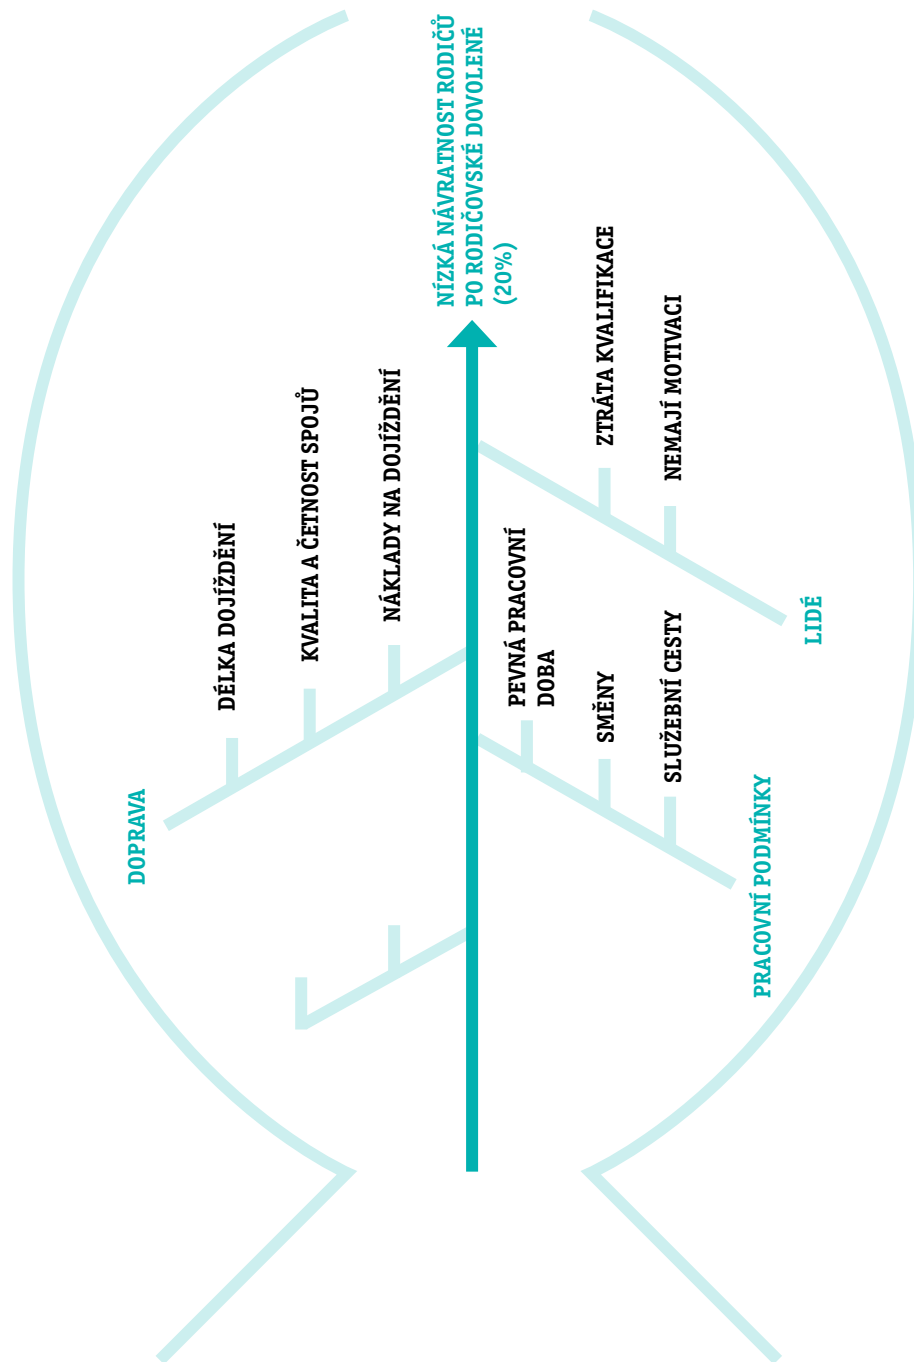 DOPRAVA
DÉLKA DOJÍŽDĚNÍ
KVALITA A ČETNOST SPOJŮ
NÁKLADY NA DOJÍŽDĚNÍ
NÍZKÁ NÁVRATNOST RODIČŮ
PO RODIČOVSKÉ DOVOLENÉ
(20%)
PEVNÁ PRACOVNÍ
DOBA
SMĚNY
SLUŽEBNÍ CESTY
PRACOVNÍ PODMÍNKY
ZTRÁTA KVALIFIKACE
NEMAJÍ MOTIVACI
LIDÉ